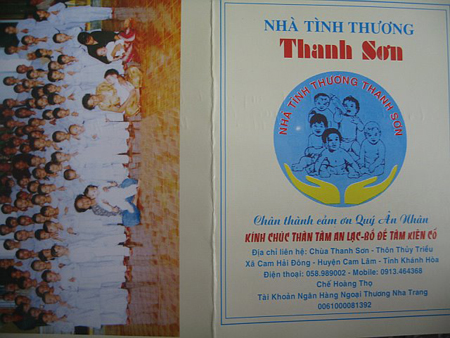 NHÀ TÌNH THƯƠNG
Thanh Sơn
NHÀ TÌNH THƯƠNG THANH SƠN
Chân thành cảm ơn Quý Ân Nhân
KÍNH CHÚC THÂN TÂM AN LẠC-BỒ ĐỀ TÂM KIÊN CỐ
Địa chỉ liên hệ: Chùa Thanh Sơn - Thôn Thủy Triều
Xã Cam Hải Đông - Huyện Cam Lâm - Tỉnh Khánh Hòa
Điện thoại: 058.989002 - Mobile: 0913.464368
Chế Hoàng Thọ
Tài Khoản Ngân Hàng Ngoại Thương Nha Trang
0061000081392